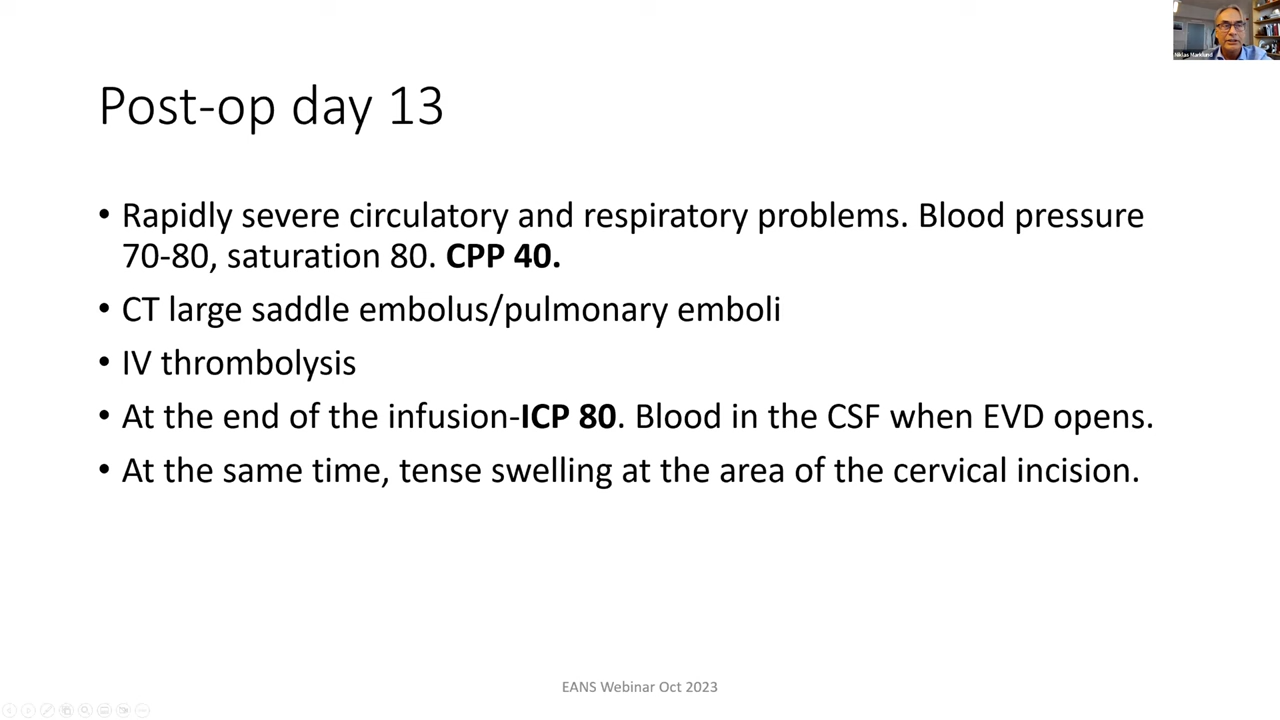 Niklas Marklund
Post-op day 13
• Rapidly severe circulatory and respiratory problems. Blood pressure
70-80, saturation 80. CPP 40.
• CT large saddle embolus/pulmonary emboli
• IV thrombolysis
• At the end of the infusion-ICP 80. Blood in the CSF when EVD opens.
• At the same time, tense swelling at the area of the cervical incision.
EANS Webinar Oct 2023